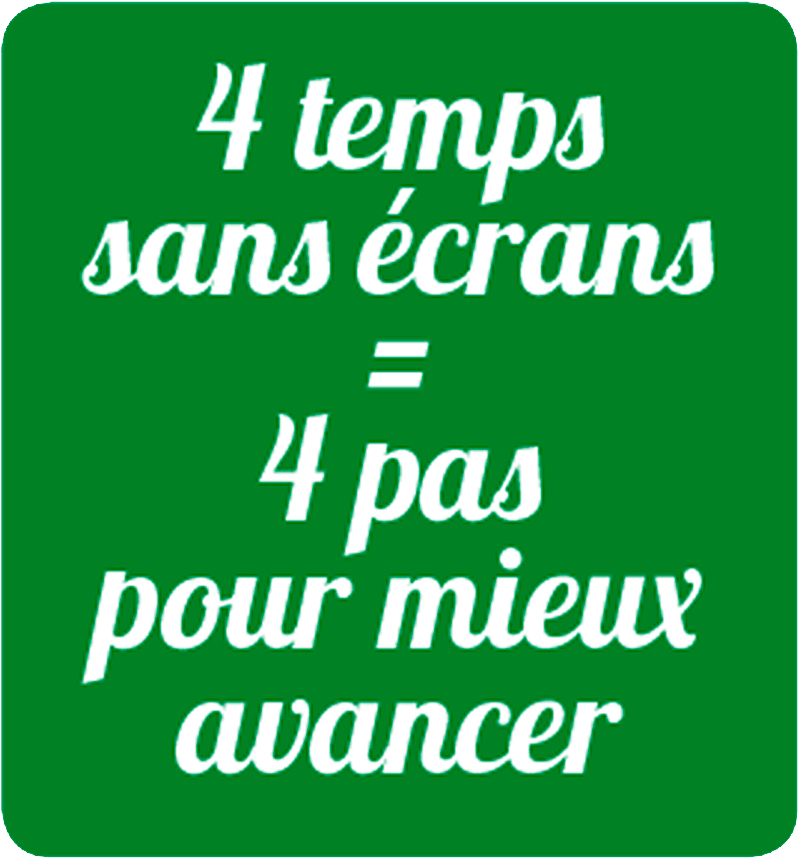 4 temps
sans écrans
=
4 pas
pour mieux
avancer